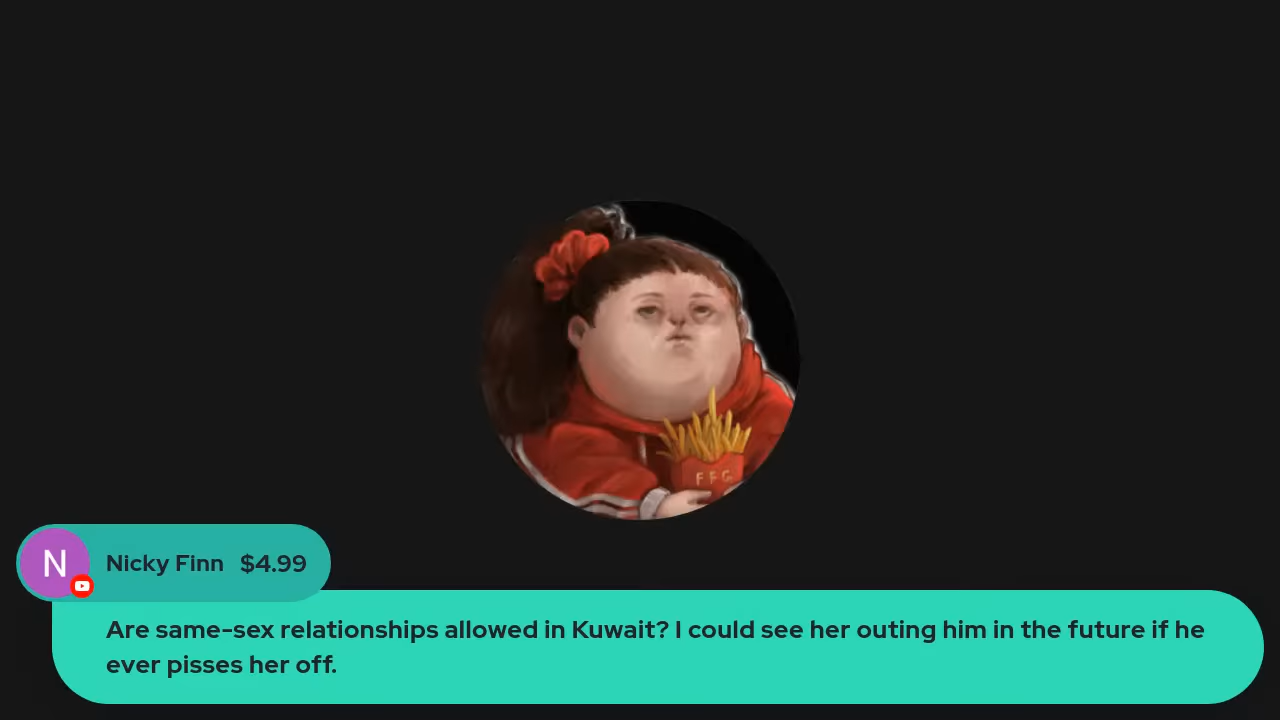 FFG
N
Nicky Finn $4.99
Are same-sex relationships allowed in Kuwait? I could see her outing him in the future if he
ever pisses her off.